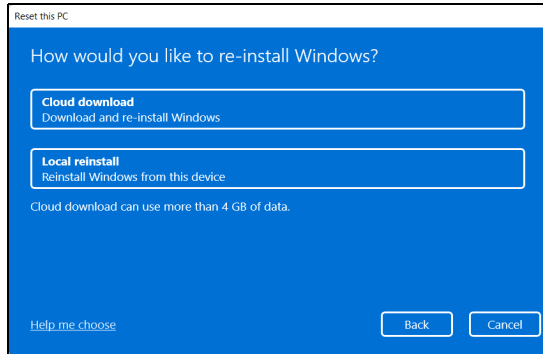 Reset this PC
How would you like to re-install Windows?
Cloud download
Download and re-install Windows
Local reinstall
Reinstall Windows from this device
Cloud download can use more than 4 GB of data.
Help me choose
Back
Cancel